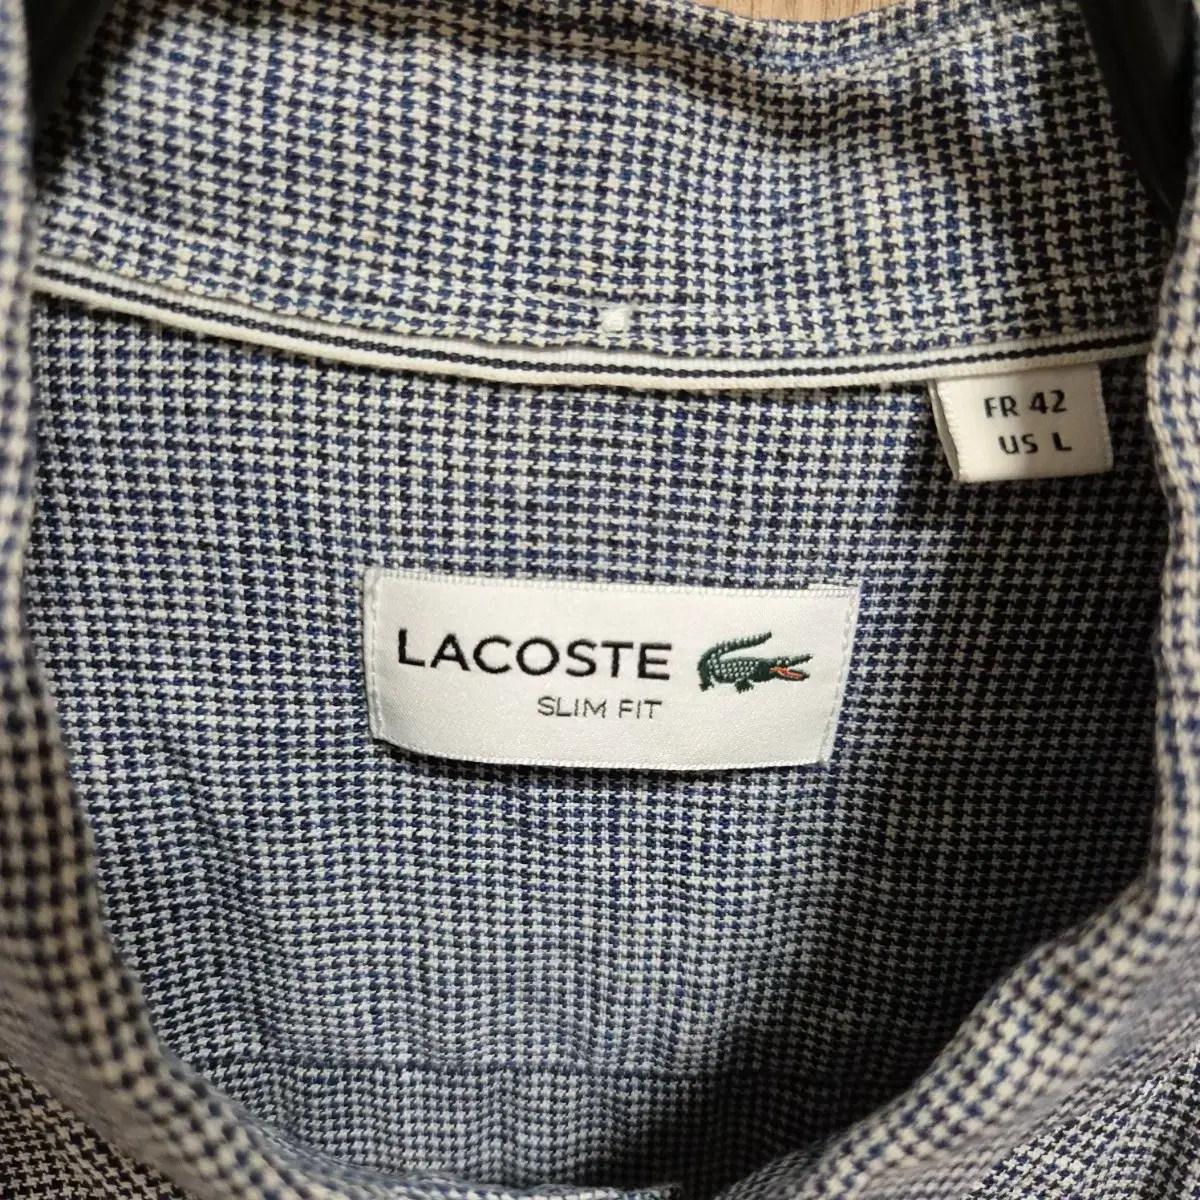 FR 42
US L
LACOSTE
SLIM FIT